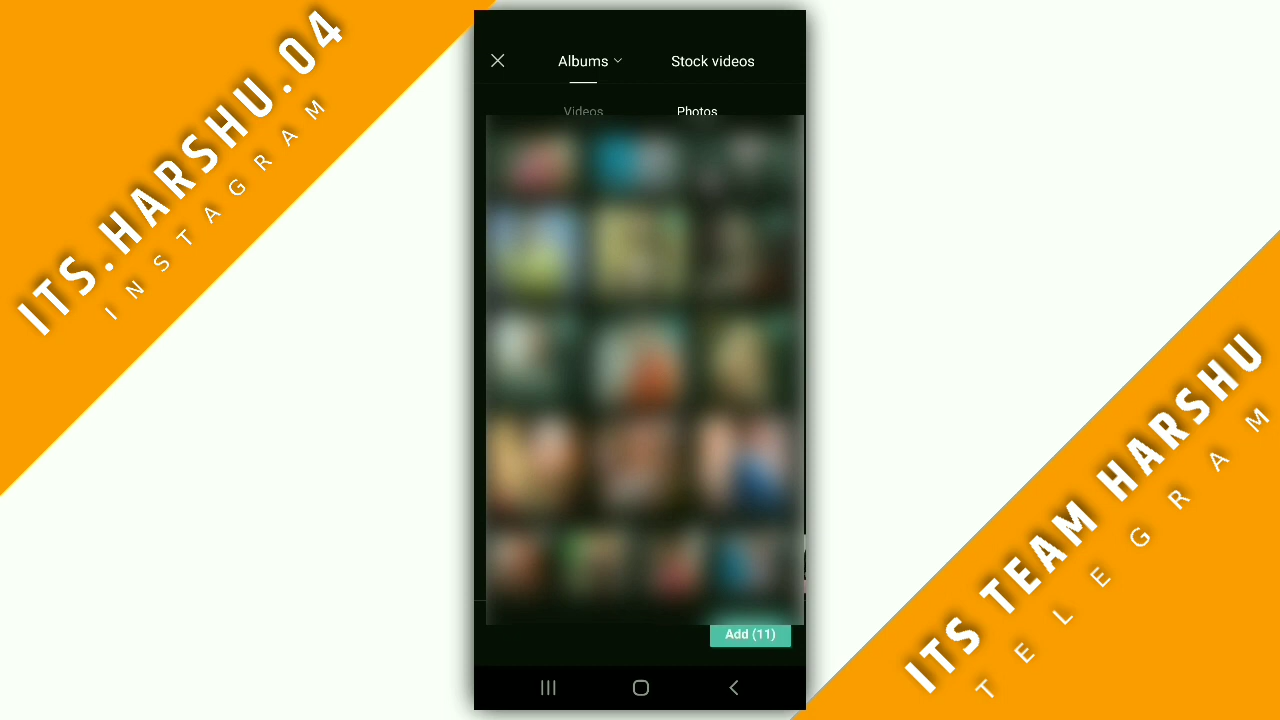 ITS.HARSHU.04
INSTAGRAM
Albums
Stock videos
Videos
Photos
Add (11)
ITS TEAM HARSHU
TELEGRAM